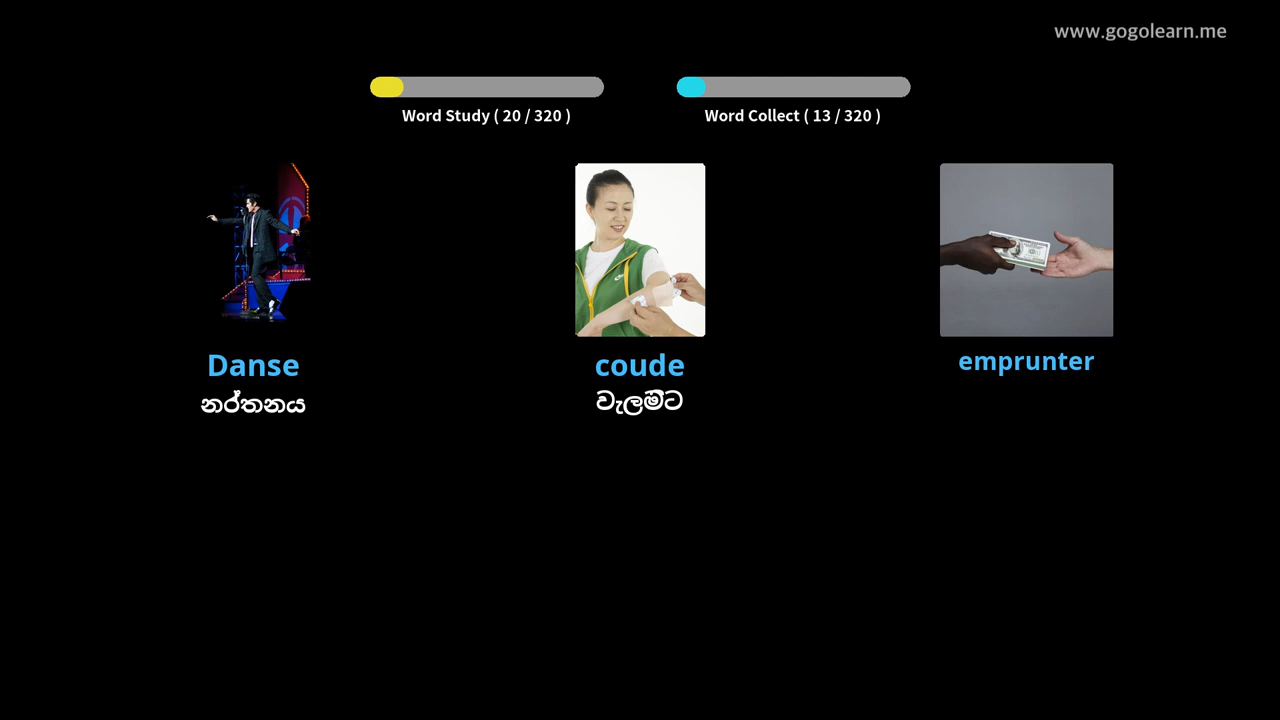 www.gogolearn.me
Word Study ( 20 / 320 )
Word Collect ( 13 / 320 )
Danse
coude
emprunter
නර්තනය
වැලමිට